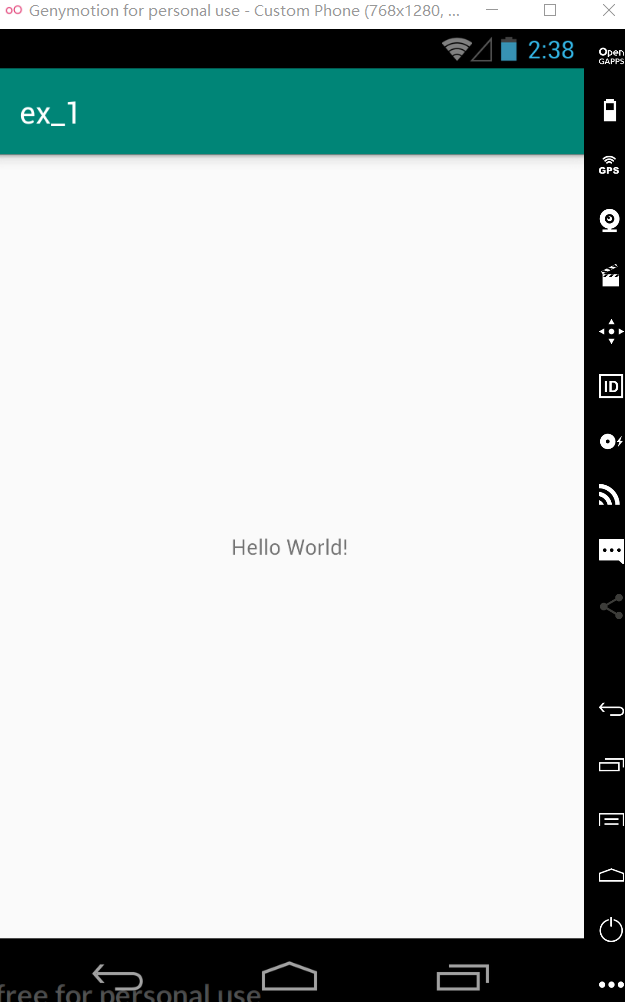 Genymotion for personal use - Custom Phone (768x1280, ...
2:38
Open
GAPPS
ex_1
GPS
ID
Hello World!
free for personal use